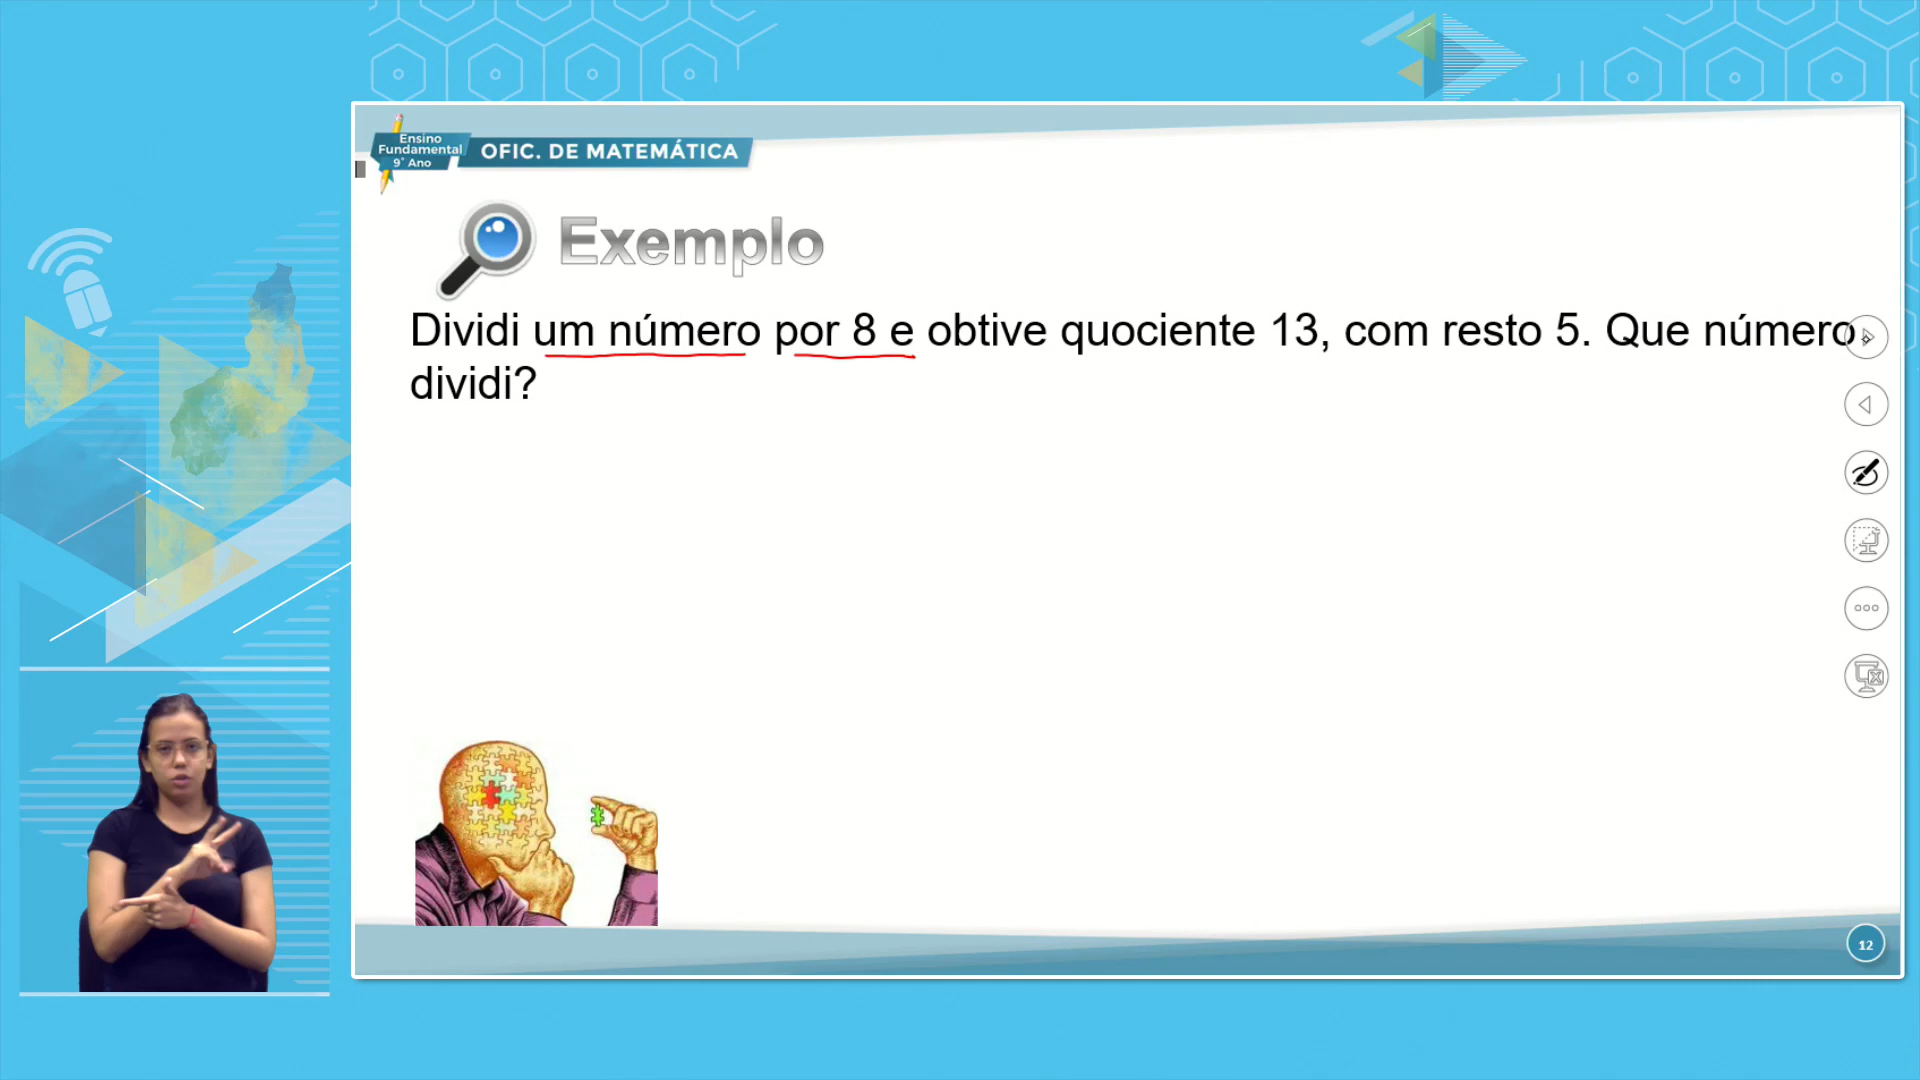 Ensino
Fundamental
9° Ano
OFIC. DE MATEMÁTICA
Exemplo
Dividi um número por 8 e obtive quociente 13, com resto 5. Que número
dividi?
12